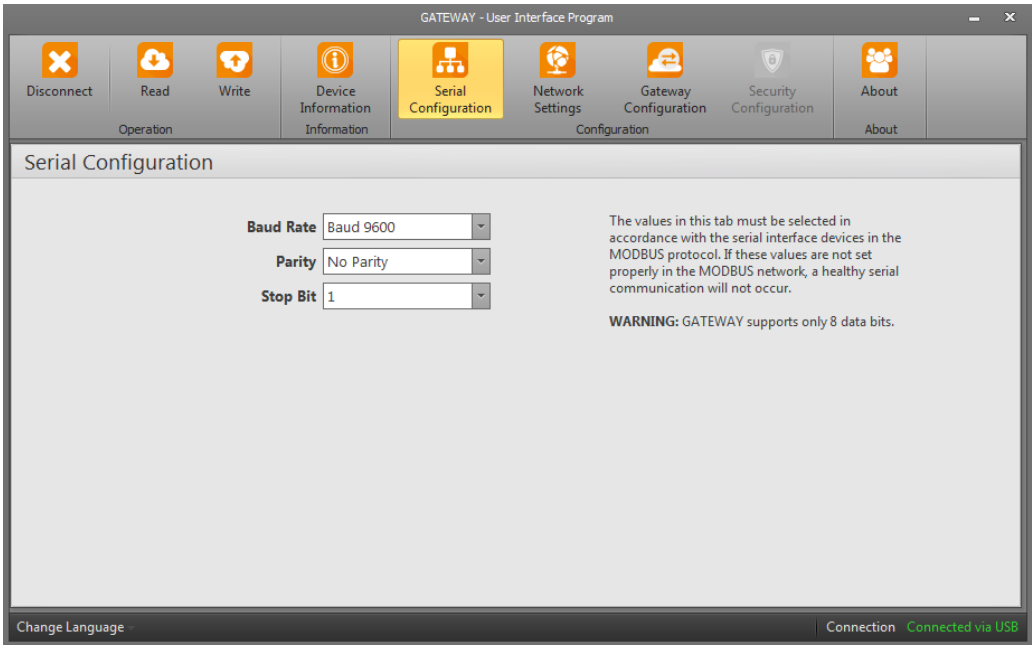 GATEWAY - User Interface Program
Disconnect
Read
Write
Device
Information
Serial
Configuration
Network
Settings
Gateway
Configuration
Security
Configuration
About
Operation
Information
Configuration
About
Serial Configuration
Baud Rate Baud 9600
Parity No Parity
Stop Bit 1
The values in this tab must be selected in
accordance with the serial interface devices in the
MODBUS protocol. If these values are not set
properly in the MODBUS network, a healthy serial
communication will not occur.
WARNING: GATEWAY supports only 8 data bits.
Change Language
Connection Connected via USB